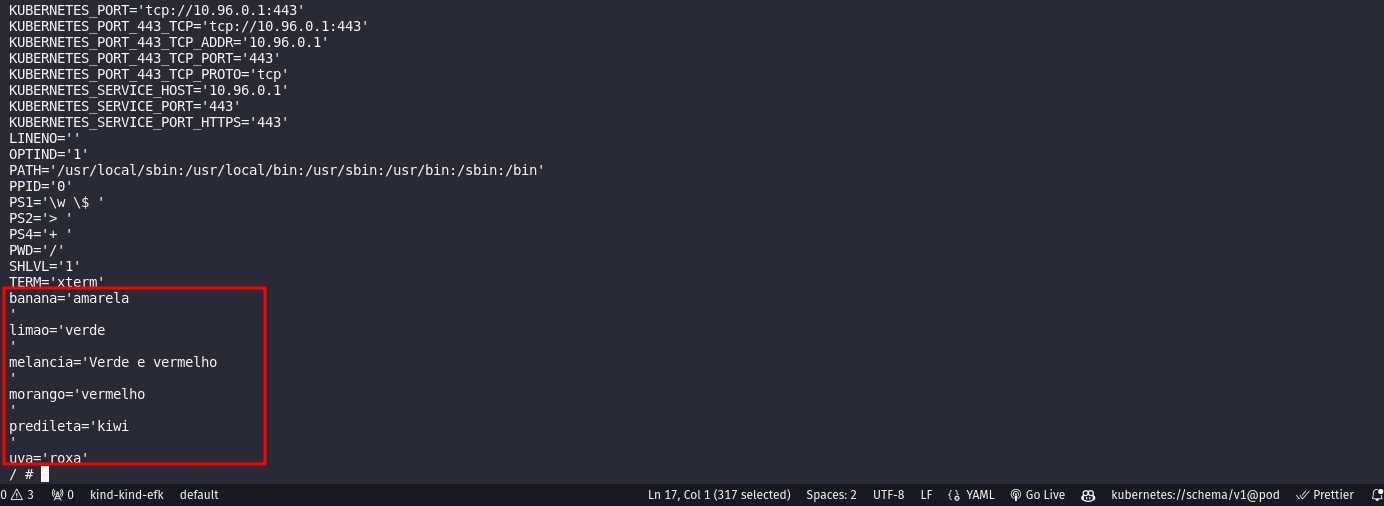 KUBERNETES_PORT='tcp://10.96.0.1:443'
KUBERNETES_PORT_443_TCP='tcp://10.96.0.1:443'
KUBERNETES_PORT_443_TCP_ADDR='10.96.0.1'
KUBERNETES_PORT_443_TCP_PORT='443'
KUBERNETES_PORT_443_TCP_PROTO='tcp'
KUBERNETES_SERVICE_HOST='10.96.0.1'
KUBERNETES_SERVICE_PORT='443'
KUBERNETES_SERVICE_PORT_HTTPS='443'
LINENO=''
OPTIND='1'
PATH='/usr/local/sbin:/usr/local/bin:/usr/sbin:/usr/bin:/sbin:/bin'
PPID='0'
PS1='\w \$ '
PS2='> '
PS4='+ '
PWD='/'
SHLVL='1'
TERM='xterm'
banana='amarela
'
limao='verde
'
melancia='Verde e vermelho
'
morango='vermelho
'
predileta='kiwi
'
uva='roxa'
/ #
0 3 0 kind-kind-efk default Ln 17, Col 1 (317 selected) Spaces: 2 UTF-8 LF YAML Go Live kubernetes://schema/v1@pod Prettier